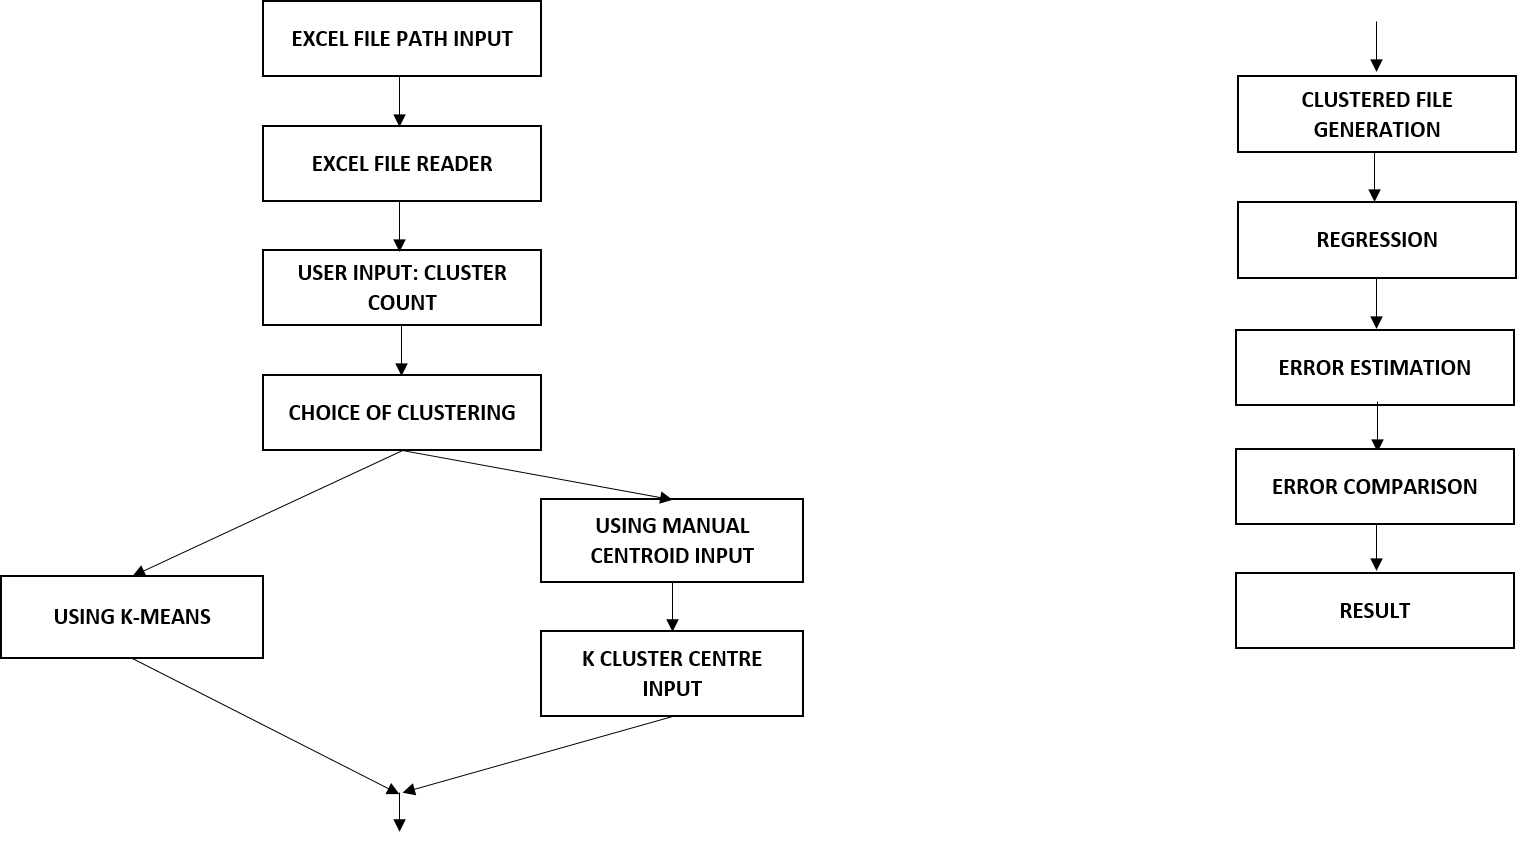 EXCEL FILE PATH INPUT
EXCEL FILE READER
USER INPUT: CLUSTER
COUNT
CHOICE OF CLUSTERING
USING MANUAL
CENTROID INPUT
USING K-MEANS
K CLUSTER CENTRE
INPUT
CLUSTERED FILE
GENERATION
REGRESSION
ERROR ESTIMATION
ERROR COMPARISON
RESULT